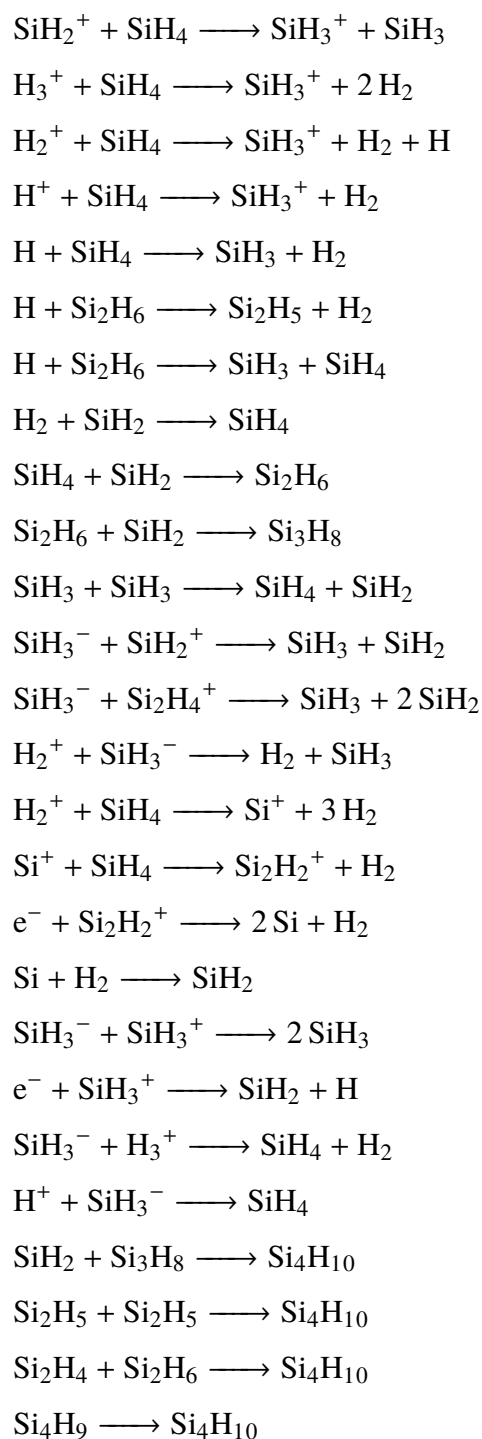 SiH₂⁺ + SiH₄ ⟶ SiH₃⁺ + SiH₃
H₃⁺ + SiH₄ ⟶ SiH₃⁺ + 2 H₂
H₂⁺ + SiH₄ ⟶ SiH₃⁺ + H₂ + H
H⁺ + SiH₄ ⟶ SiH₃⁺ + H₂
H + SiH₄ ⟶ SiH₃ + H₂
H + Si₂H₆ ⟶ Si₂H₅ + H₂
H + Si₂H₆ ⟶ SiH₃ + SiH₄
H₂ + SiH₂ ⟶ SiH₄
SiH₄ + SiH₂ ⟶ Si₂H₆
Si₂H₆ + SiH₂ ⟶ Si₃H₈
SiH₃ + SiH₃ ⟶ SiH₄ + SiH₂
SiH₃⁻ + SiH₂⁺ ⟶ SiH₃ + SiH₂
SiH₃⁻ + Si₂H₄⁺ ⟶ SiH₃ + 2 SiH₂
H₂⁺ + SiH₃⁻ ⟶ H₂ + SiH₃
H₂⁺ + SiH₄ ⟶ Si⁺ + 3 H₂
Si⁺ + SiH₄ ⟶ Si₂H₂⁺ + H₂
e⁻ + Si₂H₂⁺ ⟶ 2 Si + H₂
Si + H₂ ⟶ SiH₂
SiH₃⁻ + SiH₃⁺ ⟶ 2 SiH₃
e⁻ + SiH₃⁺ ⟶ SiH₂ + H
SiH₃⁻ + H₃⁺ ⟶ SiH₄ + H₂
H⁺ + SiH₃⁻ ⟶ SiH₄
SiH₂ + Si₃H₈ ⟶ Si₄H₁₀
Si₂H₅ + Si₂H₅ ⟶ Si₄H₁₀
Si₂H₄ + Si₂H₆ ⟶ Si₄H₁₀
Si₄H₉ ⟶ Si₄H₁₀